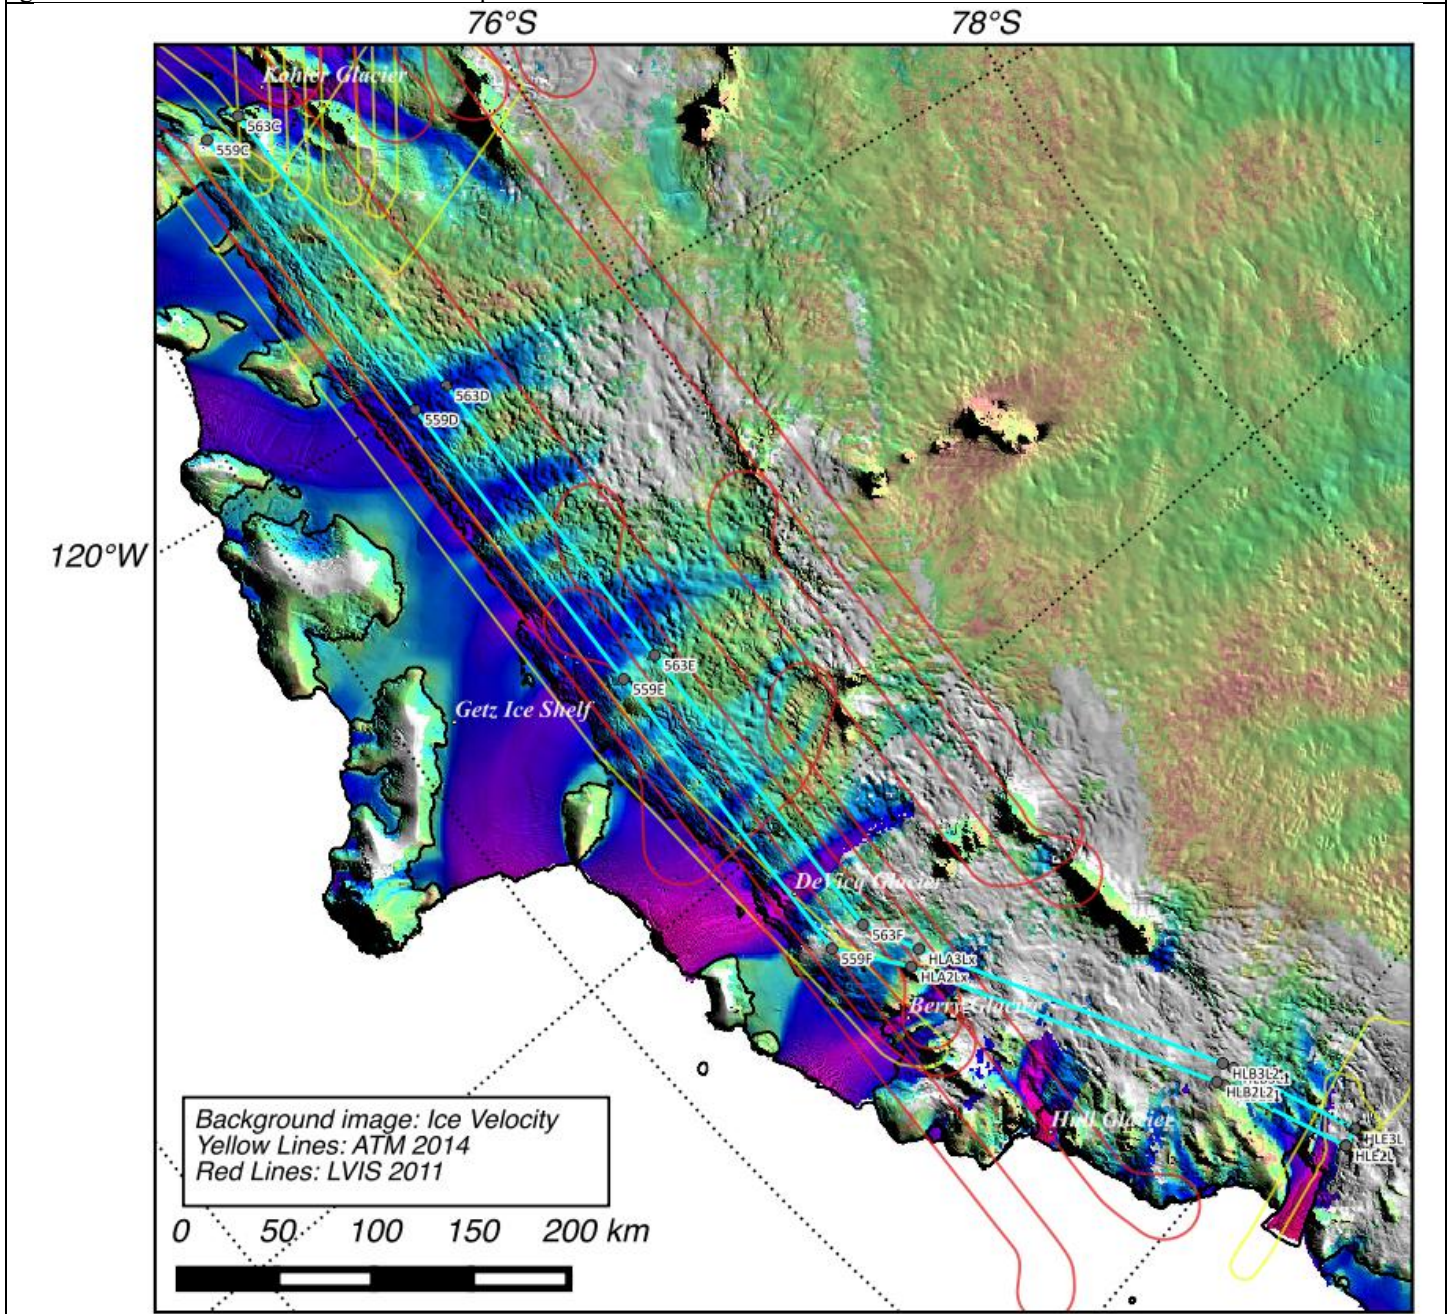 76°S
78°S
Kohler Glacier
563C
559C
563D
559D
120°W
563E
559E
Getz Ice Shelf
DeVicq Glacier
563F
559F
HLA3Lx
HLA2Lx
Berry Glacier
HLB3L2
HLB2L2
Hull Glacier
HLE3L
HLE2L
Background image: Ice Velocity
Yellow Lines: ATM 2014
Red Lines: LVIS 2011
0 50 100 150 200 km